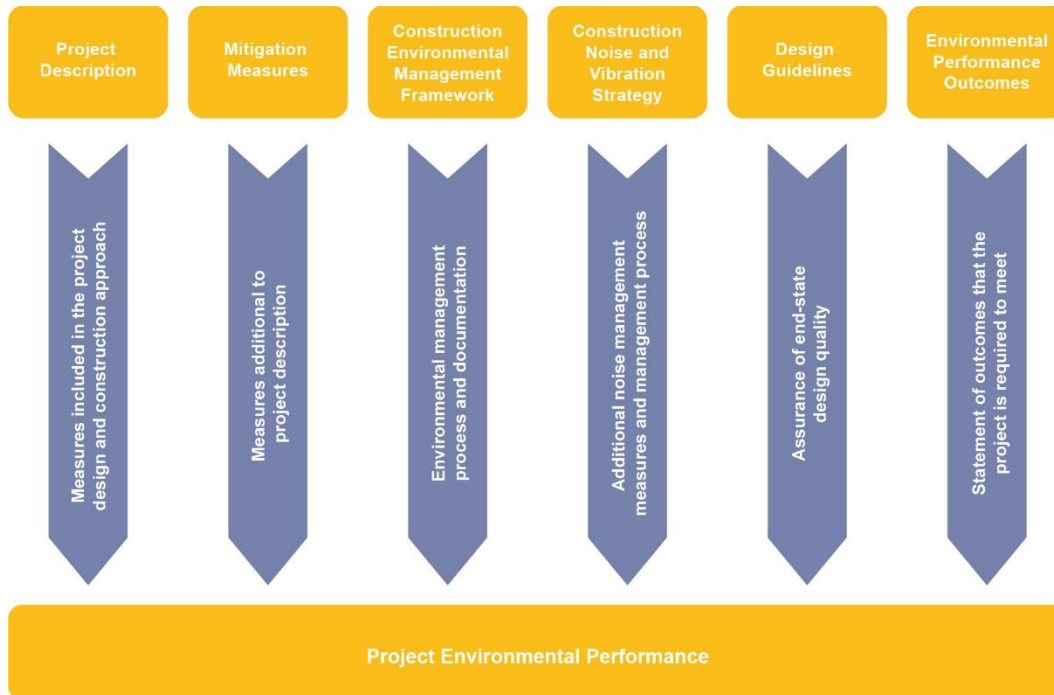 Project
Description
Mitigation
Measures
Construction
Environmental
Management
Framework
Construction
Noise and
Vibration
Strategy
Design
Guidelines
Environmental
Performance
Outcomes
Measures included in the project
design and construction approach
Measures additional to
project description
Environmental management
process and documentation
Additional noise management
measures and management process
Assurance of end-state
design quality
Statement of outcomes that the
project is required to meet
Project Environmental Performance